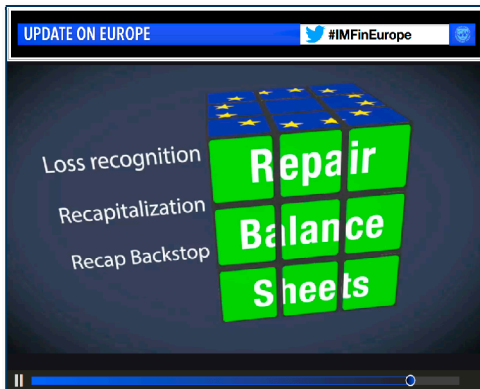 UPDATE ON EUROPE
#IMFinEurope
Loss recognition
Repair
Recapitalization
Balance
Recap Backstop
Sheets